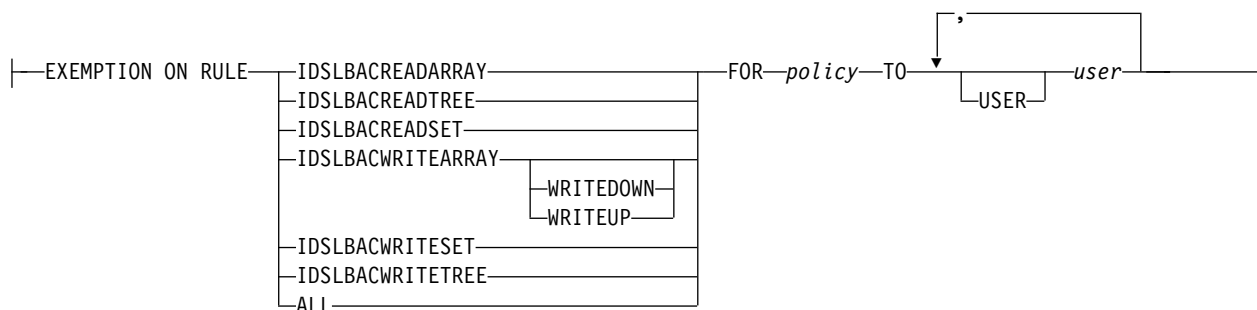 ,
EXEMPTION ON RULE IDSLBACREADARRAY FOR policy TO user
IDSLBACREADTREE USER
IDSLBACREADSET
IDSLBACWRITEARRAY
WRITEDOWN
WRITEUP
IDSLBACWRITESET
IDSLBACWRITETREE
ALL